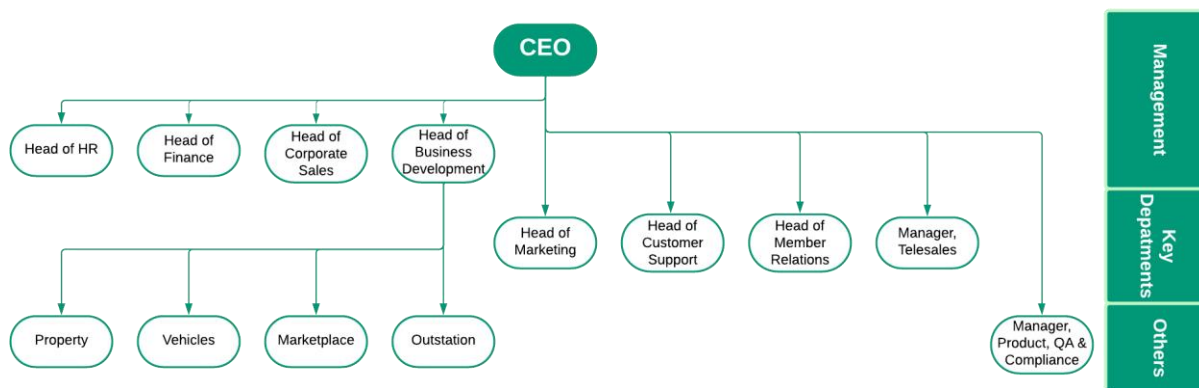 CEO
Management
Head of HR
Head of
Finance
Head of
Corporate
Sales
Head of
Business
Development
Head of
Marketing
Head of
Customer
Support
Head of
Member
Relations
Manager,
Telesales
Key
Depatments
Property
Vehicles
Marketplace
Outstation
Manager,
Product, QA &
Compliance
Others